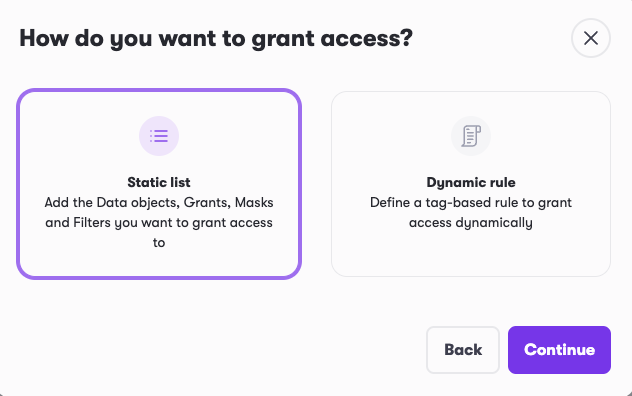 How do you want to grant access?
Static list
Add the Data objects, Grants, Masks
and Filters you want to grant access
to
Dynamic rule
Define a tag-based rule to grant
access dynamically
Back
Continue